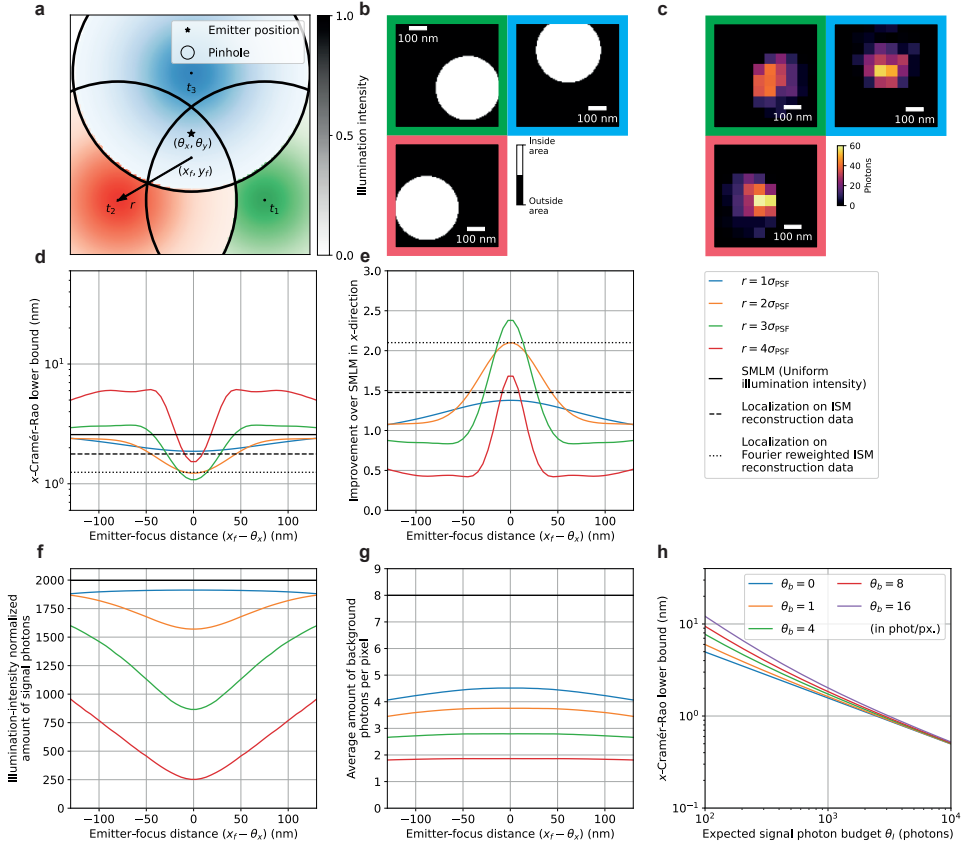 a
Emitter position
Pinhole
t3
(θx, θy)
(xf, yf)
t2
r
t1
1.0
0.5
0.0
Illumination intensity
b
100 nm
100 nm
100 nm
Inside
area
Outside
area
c
100 nm
100 nm
100 nm
60
40
20
0
Photons
d
x-Cramér-Rao lower bound (nm)
10¹
10⁰
−100 −50 0 50 100
Emitter-focus distance (xf − θx) (nm)
e
Improvement over SMLM in x-direction
3.0
2.5
2.0
1.5
1.0
0.5
0.0
−100 −50 0 50 100
Emitter-focus distance (xf − θx) (nm)
r = 1σPSF
r = 2σPSF
r = 3σPSF
r = 4σPSF
SMLM (Uniform
illumination intensity)
Localization on ISM
reconstruction data
Localization on
Fourier reweighted ISM
reconstruction data
f
Illumination-intensity normalized
amount of signal photons
2000
1750
1500
1250
1000
750
500
250
0
−100 −50 0 50 100
Emitter-focus distance (xf − θx) (nm)
g
Average amount of background
photons per pixel
9
8
7
6
5
4
3
2
1
0
−100 −50 0 50 100
Emitter-focus distance (xf − θx) (nm)
h
x-Cramér-Rao lower bound (nm)
10¹
10⁰
10⁻¹
θb = 0
θb = 1
θb = 4
θb = 8
θb = 16
(in phot/px.)
10² 10³ 10⁴
Expected signal photon budget θI (photons)